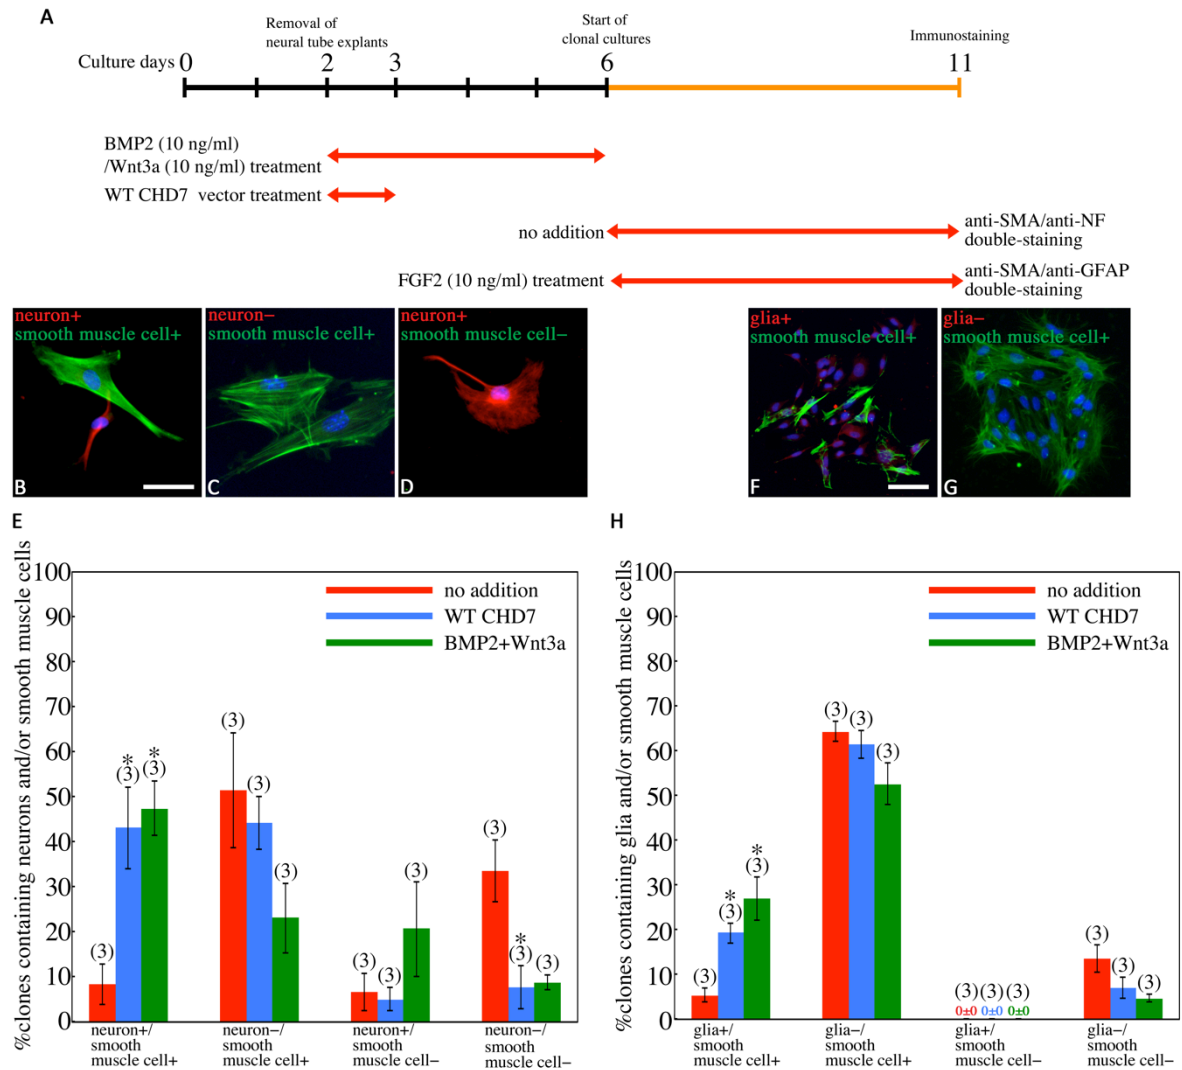 A
Removal of
neural tube explants
Start of
clonal cultures
Immunostaining
Culture days 0 2 3 6 11
BMP2 (10 ng/ml)
/Wnt3a (10 ng/ml) treatment
WT CHD7 vector treatment
no addition
anti-SMA/anti-NF
double-staining
FGF2 (10 ng/ml) treatment
anti-SMA/anti-GFAP
double-staining
neuron+
smooth muscle cell+
B
neuron−
smooth muscle cell+
C
neuron+
smooth muscle cell−
D
glia+
smooth muscle cell+
F
glia−
smooth muscle cell+
G
E
%clones containing neurons and/or smooth muscle cells
100
90
80
70
60
50
40
30
20
10
0
no addition
WT CHD7
BMP2+Wnt3a
(3) * (3) * (3)
(3) (3) (3)
(3) (3) (3)
(3) * (3) (3)
neuron+/
smooth
muscle cell+
neuron−/
smooth
muscle cell+
neuron+/
smooth
muscle cell−
neuron−/
smooth
muscle cell−
H
%clones containing glia and/or smooth muscle cells
100
90
80
70
60
50
40
30
20
10
0
no addition
WT CHD7
BMP2+Wnt3a
(3) * (3) * (3)
(3) (3) (3)
(3) (3) (3)
0±0 0±0 0±0
(3) (3) (3)
glia+/
smooth
muscle cell+
glia−/
smooth
muscle cell+
glia+/
smooth
muscle cell−
glia−/
smooth
muscle cell−